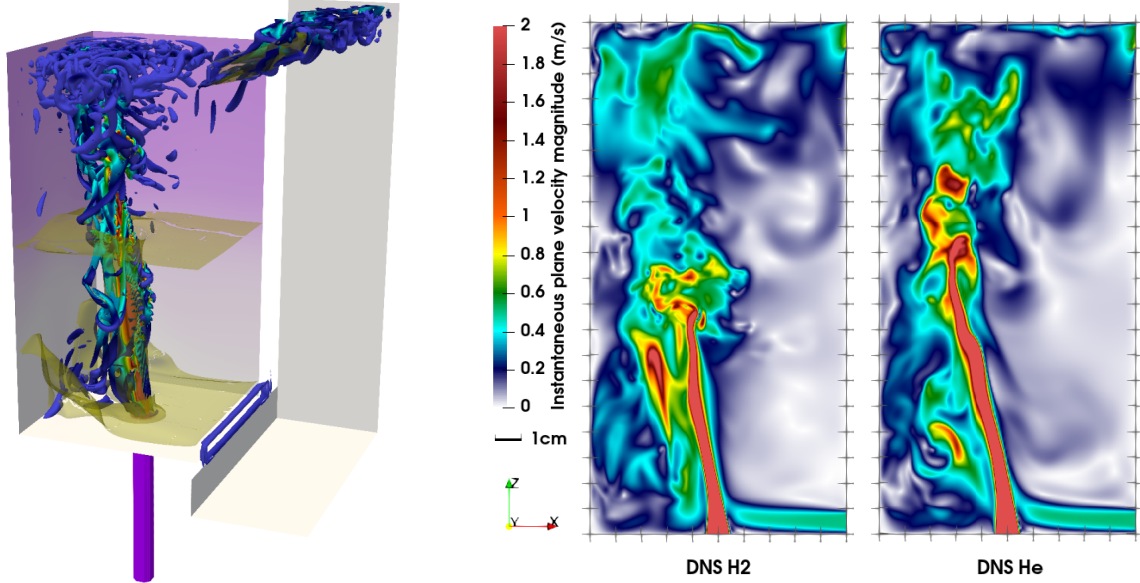 2
1.8
1.6
1.4
1.2
1
0.8
0.6
0.4
0.2
0
Instantaneous plane velocity magnitude (m/s)
1cm
Z
Y
X
DNS H2
DNS He